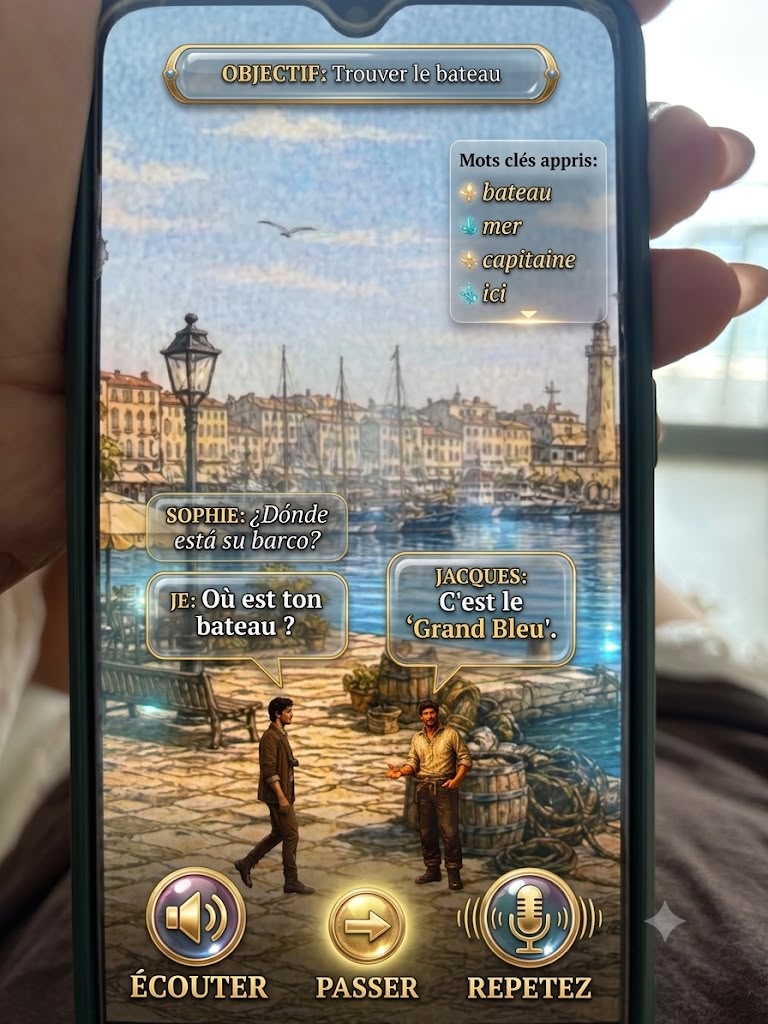 OBJECTIF: Trouver le bateau
Mots clés appris:
bateau
mer
capitaine
ici
SOPHIE: ¿Dónde
está su barco?
JE: Où est ton
bateau ?
JACQUES:
C'est le
‘Grand Bleu'.
ÉCOUTER
PASSER
REPETEZ